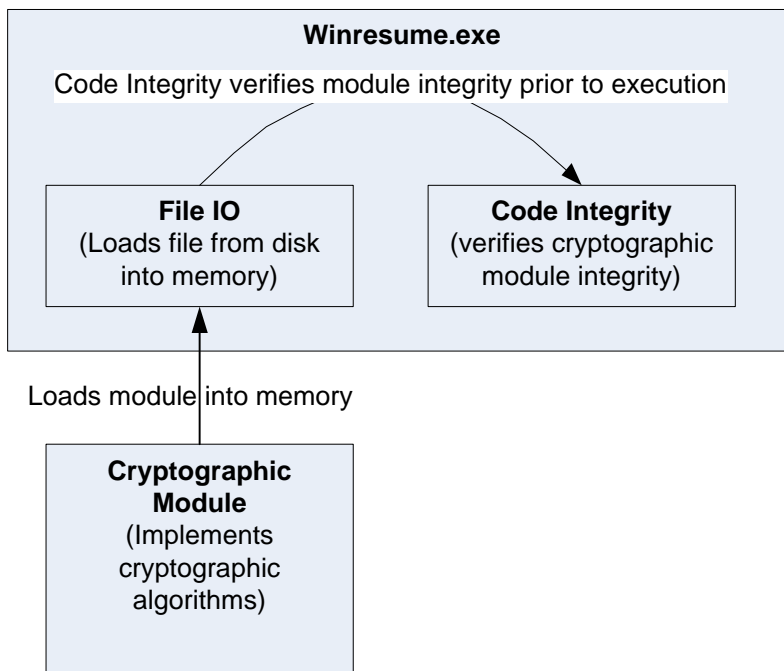 Winresume.exe
Code Integrity verifies module integrity prior to execution
File IO
(Loads file from disk
into memory)
Code Integrity
(verifies cryptographic
module integrity)
Loads module into memory
Cryptographic
Module
(Implements
cryptographic
algorithms)